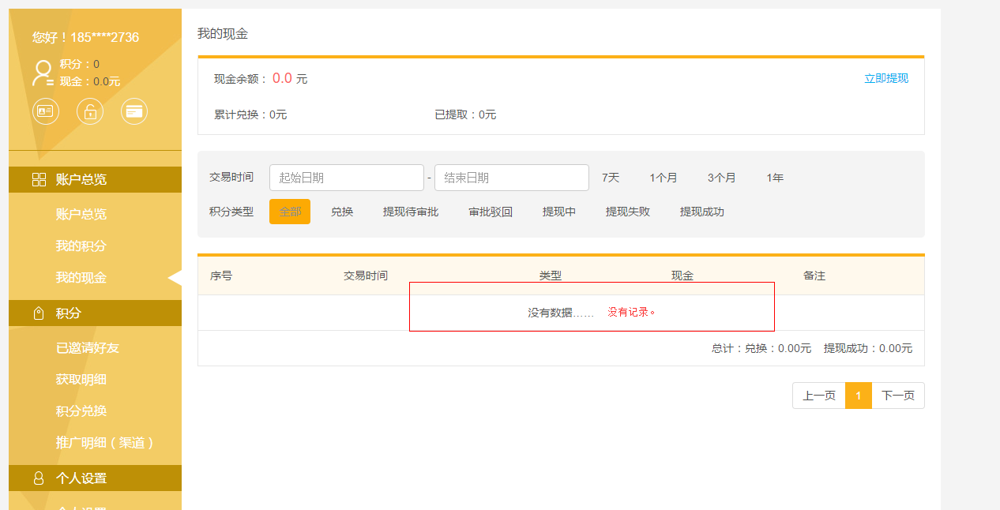 您好！185****2736
积分：0
现金：0.0元
账户总览
账户总览
我的积分
我的现金
积分
已邀请好友
获取明细
积分兑换
推广明细（渠道）
个人设置
个人设置
我的现金
现金余额： 0.0 元 立即提现
累计兑换：0元 已提取：0元
交易时间 起始日期 - 结束日期 7天 1个月 3个月 1年
积分类型 全部 兑换 提现待审批 审批驳回 提现中 提现失败 提现成功
序号 交易时间 类型 现金 备注
没有数据…… 没有记录。
总计：兑换：0.00元 提现成功：0.00元
上一页 1 下一页